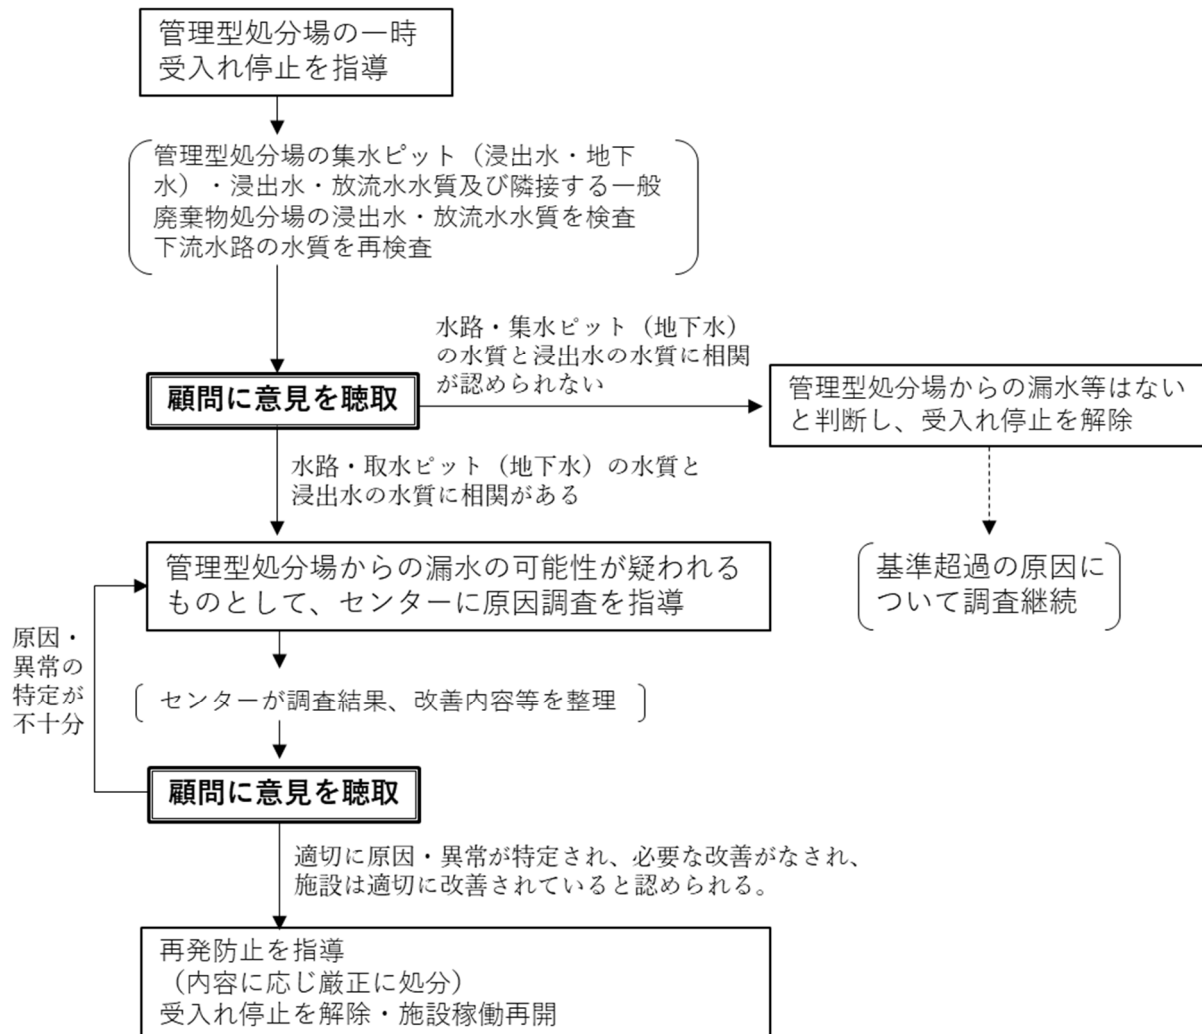 管理型処分場の一時
受入れ停止を指導
管理型処分場の集水ピット（浸出水・地下
水）・浸出水・放流水水質及び隣接する一般
廃棄物処分場の浸出水・放流水水質を検査
下流水路の水質を再検査
水路・集水ピット（地下水）
の水質と浸出水の水質に相関
が認められない
顧問に意見を聴取
管理型処分場からの漏水等はない
と判断し、受入れ停止を解除
水路・取水ピット（地下水）の水質と
浸出水の水質に相関がある
基準超過の原因に
ついて調査継続
管理型処分場からの漏水の可能性が疑われる
ものとして、センターに原因調査を指導
原因・
異常の
特定が
不十分
センターが調査結果、改善内容等を整理
顧問に意見を聴取
適切に原因・異常が特定され、必要な改善がなされ、
施設は適切に改善されていると認められる。
再発防止を指導
（内容に応じ厳正に処分）
受入れ停止を解除・施設稼働再開